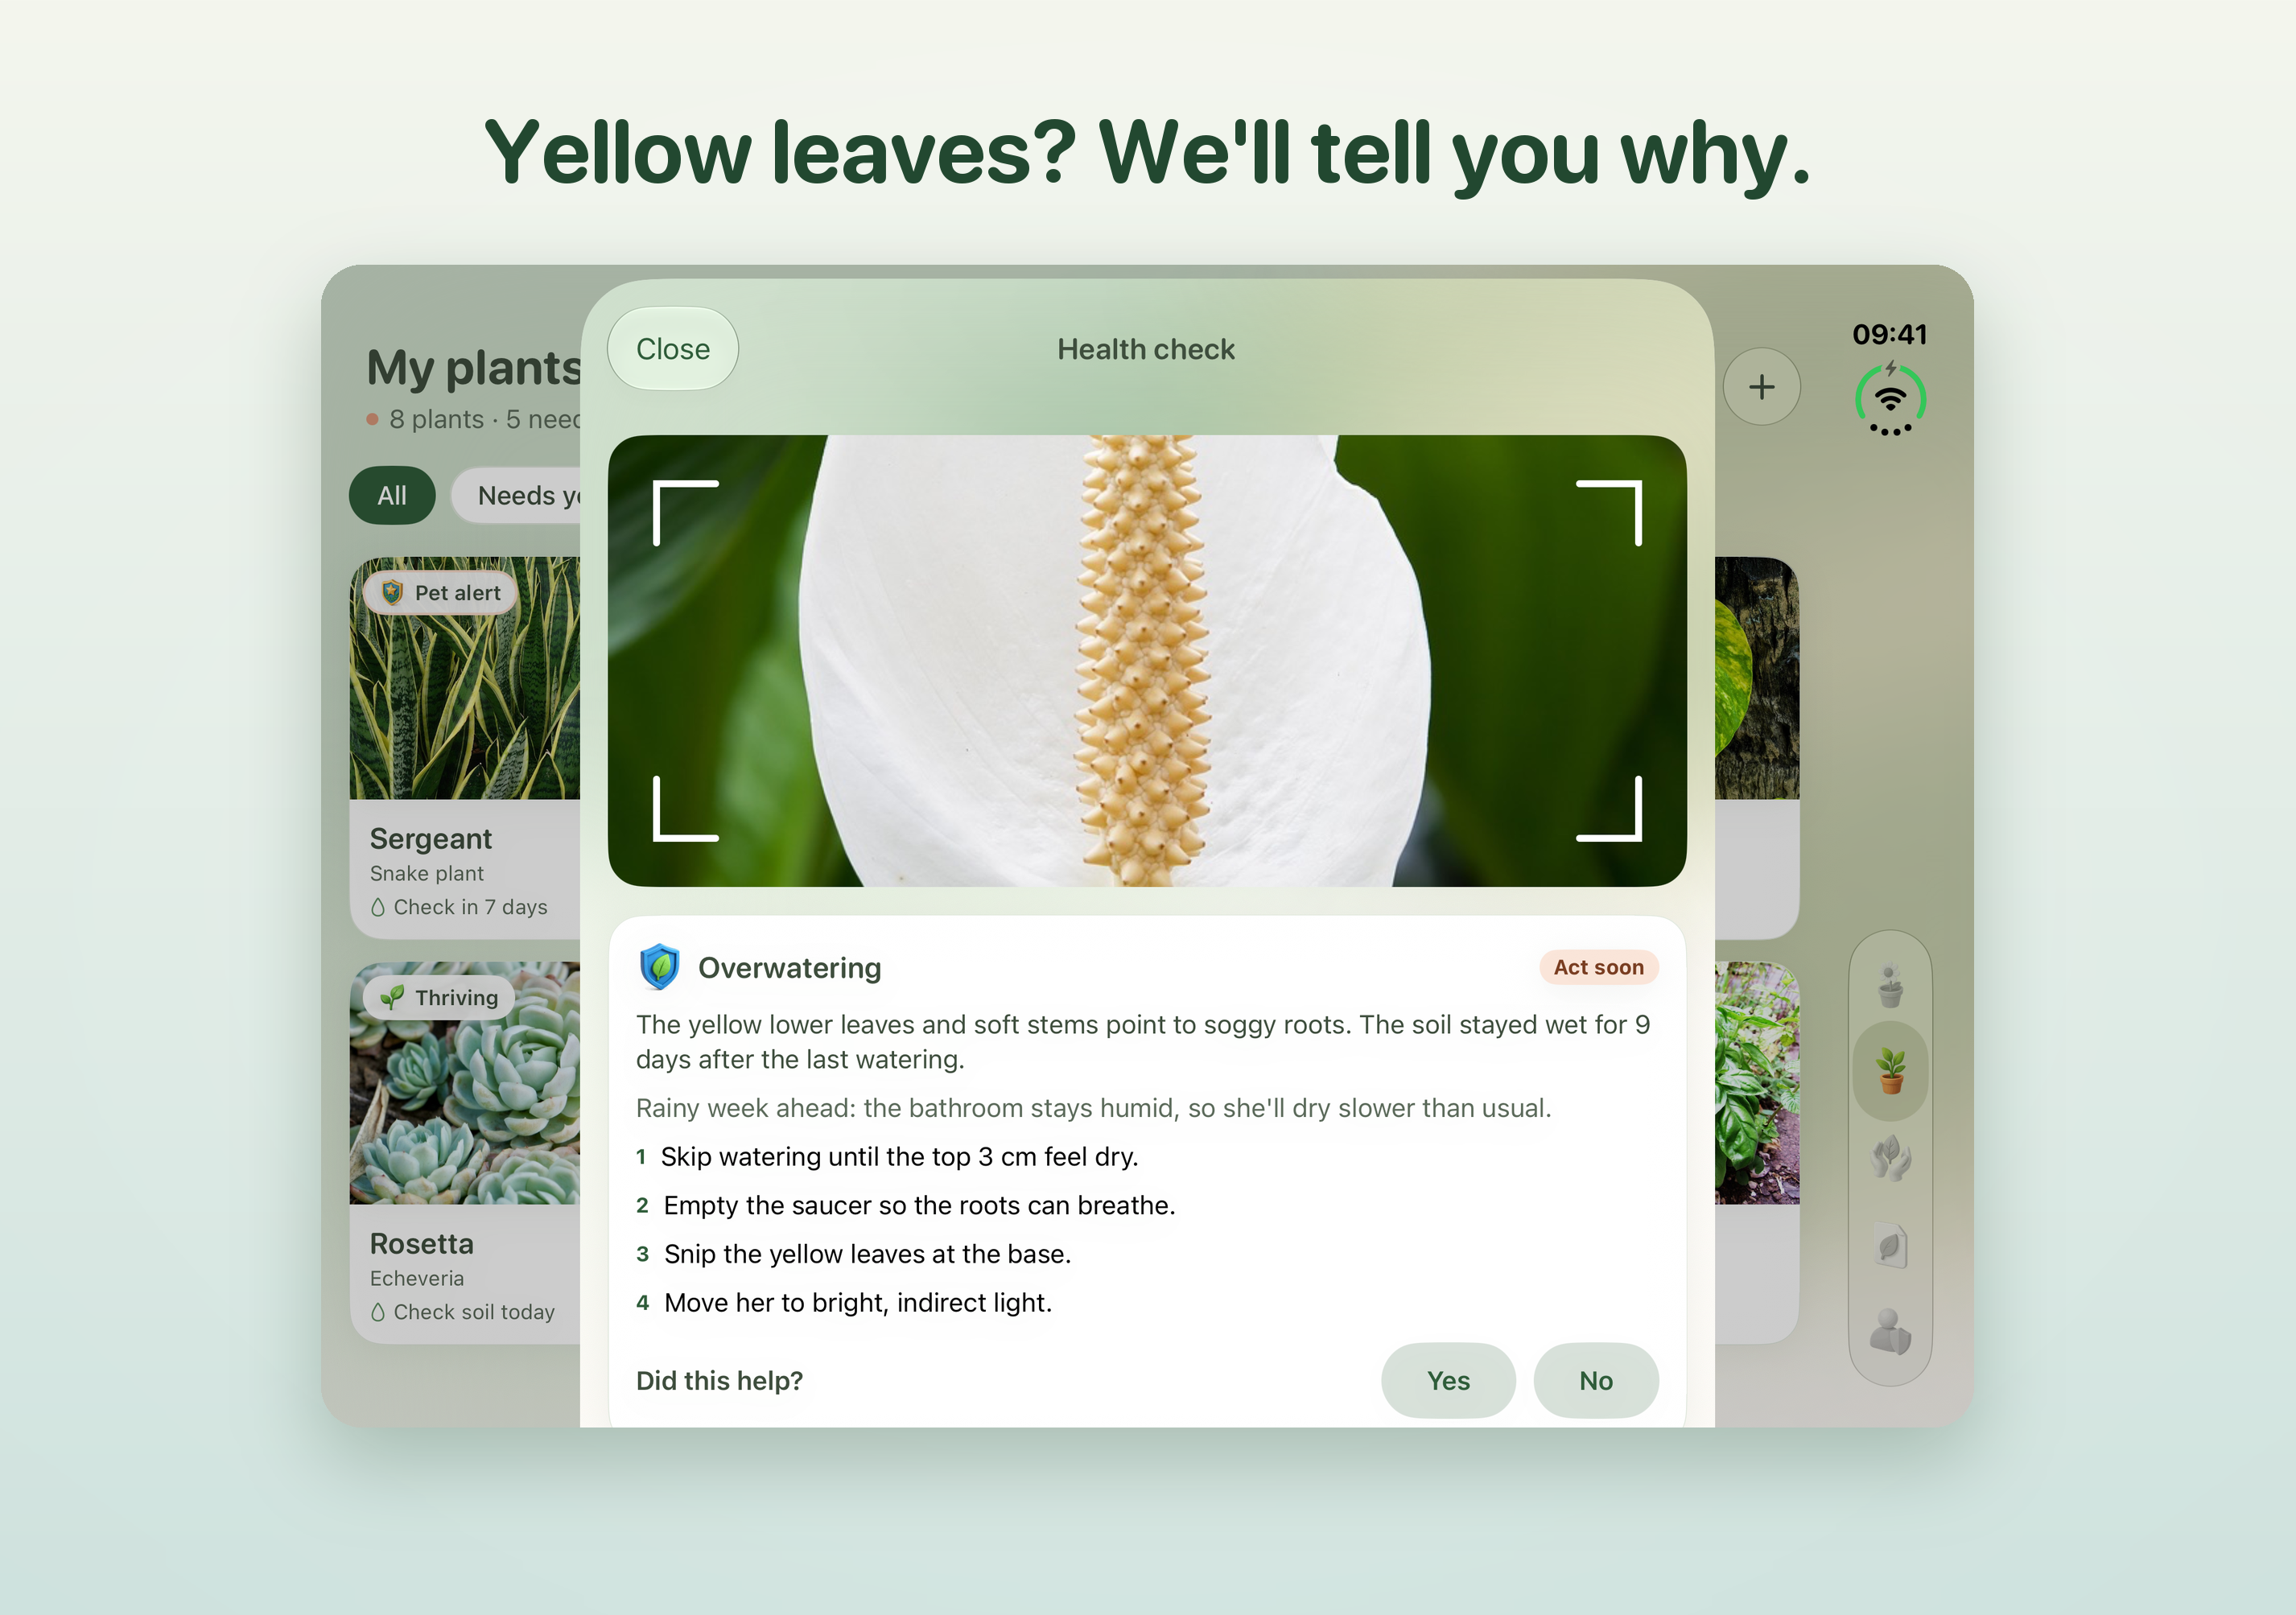 Yellow leaves? We'll tell you why.
My plants
8 plants · 5 need
All
Needs
Pet alert
Sergeant
Snake plant
Check in 7 days
Thriving
Rosetta
Echeveria
Check soil today
Close
Health check
Overwatering
Act soon
The yellow lower leaves and soft stems point to soggy roots. The soil stayed wet for 9
days after the last watering.
Rainy week ahead: the bathroom stays humid, so she'll dry slower than usual.
1 Skip watering until the top 3 cm feel dry.
2 Empty the saucer so the roots can breathe.
3 Snip the yellow leaves at the base.
4 Move her to bright, indirect light.
Did this help?
Yes
No
09:41